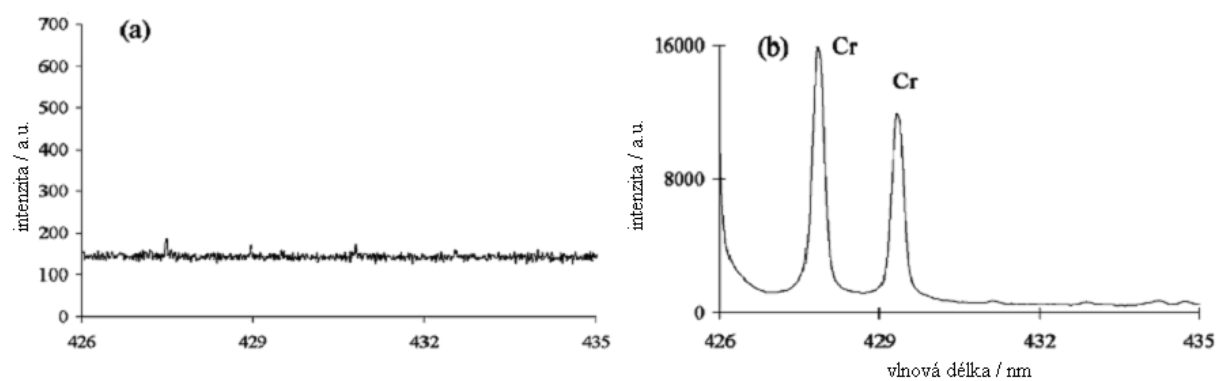 (a)
700
600
500
400
300
200
100
0
intenzita / a.u.
426 429 432 435
(b)
Cr
Cr
16000
8000
0
intenzita / a.u.
426 429 432 435
vlnová délka / nm